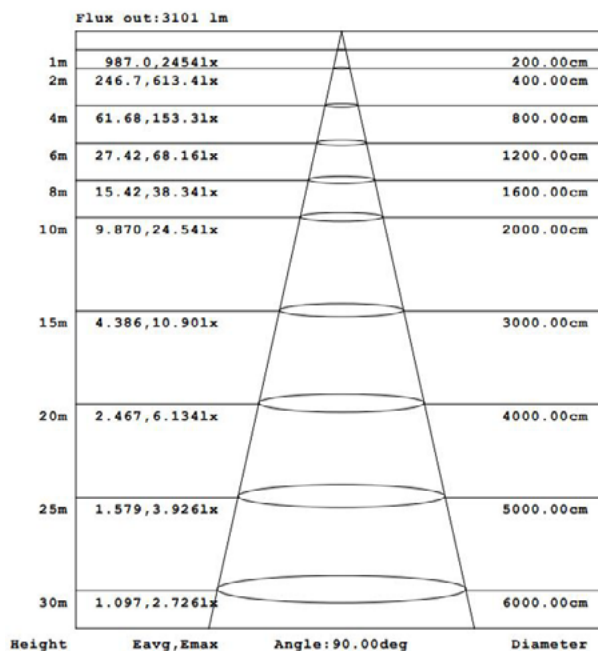 Flux out:3101 lm
1m 987.0,2454lx 200.00cm
2m 246.7,613.4lx 400.00cm
4m 61.68,153.3lx 800.00cm
6m 27.42,68.16lx 1200.00cm
8m 15.42,38.34lx 1600.00cm
10m 9.870,24.54lx 2000.00cm
15m 4.386,10.90lx 3000.00cm
20m 2.467,6.134lx 4000.00cm
25m 1.579,3.926lx 5000.00cm
30m 1.097,2.726lx 6000.00cm
Height Eavg,Emax Angle:90.00deg Diameter